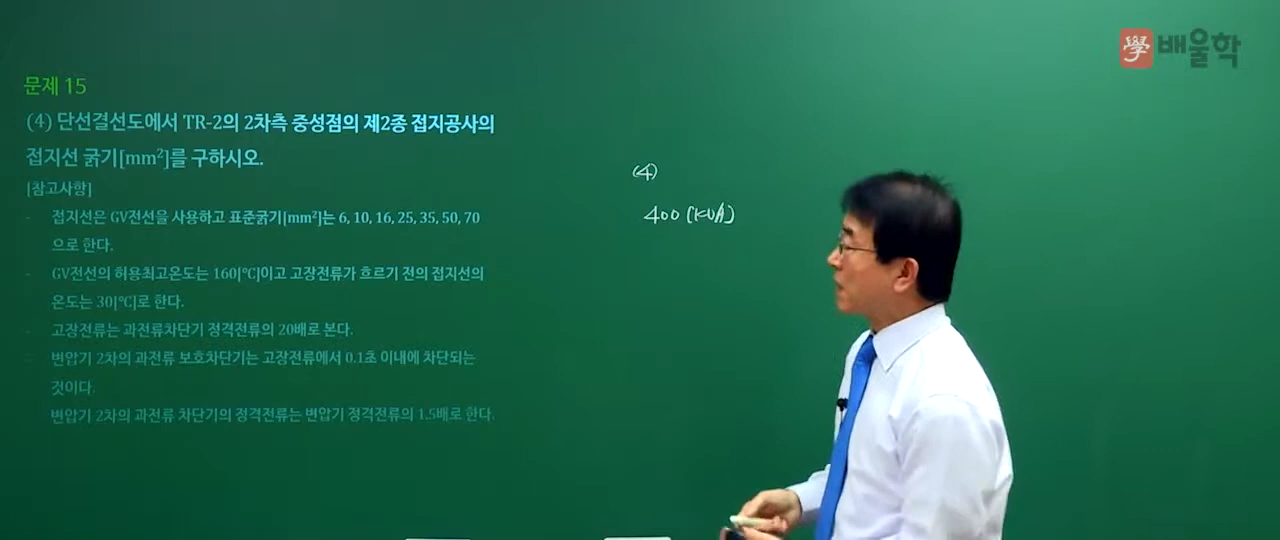 學 배울학
문제 15
(4) 단선결선도에서 TR-2의 2차측 중성점의 제2종 접지공사의
접지선 굵기[mm²]를 구하시오.
[참고사항]
- 접지선은 GV전선을 사용하고 표준굵기[mm²]는 6, 10, 16, 25, 35, 50, 70
으로 한다.
- GV전선의 허용최고온도는 160[℃]이고 고장전류가 흐르기 전의 접지선의
온도는 30[℃]로 한다.
- 고장전류는 과전류차단기 정격전류의 20배로 본다.
- 변압기 2차의 과전류 보호차단기는 고장전류에서 0.1초 이내에 차단되는
것이다.
변압기 2차의 과전류 차단기의 정격전류는 변압기 정격전류의 1.5배로 한다.
(4)
400 [KVA]